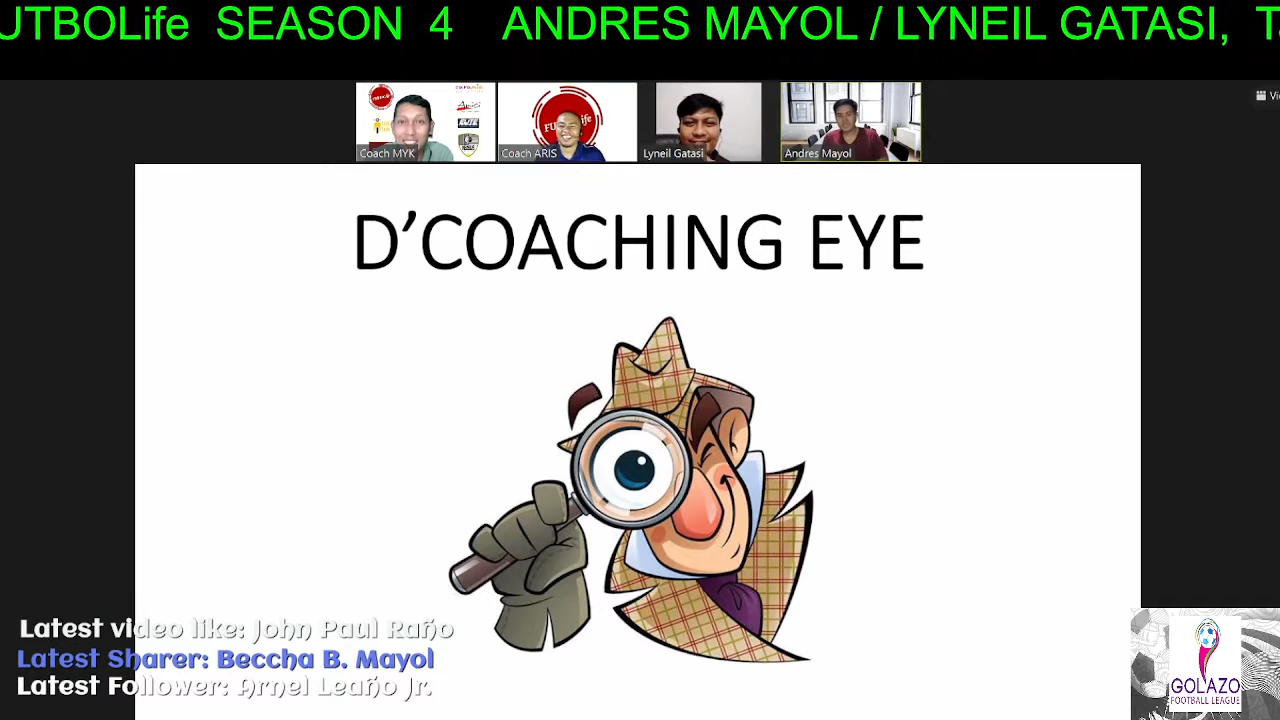 JTBOLife SEASON 4 ANDRES MAYOL / LYNEIL GATASI,
Coach MYK
Coach ARIS
Lyneil Gatasi
Andres Mayol
D'COACHING EYE
Latest video like: John Paul Raño
Latest Sharer: Beccha B. Mayol
Latest Follower: Arnel Leaño Jr.
GOLAZO
FOOTBALL LEAGUE